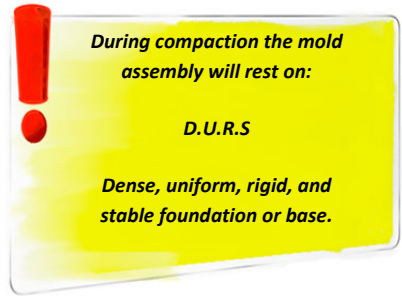 During compaction the mold
assembly will rest on:
D.U.R.S
Dense, uniform, rigid, and
stable foundation or base.